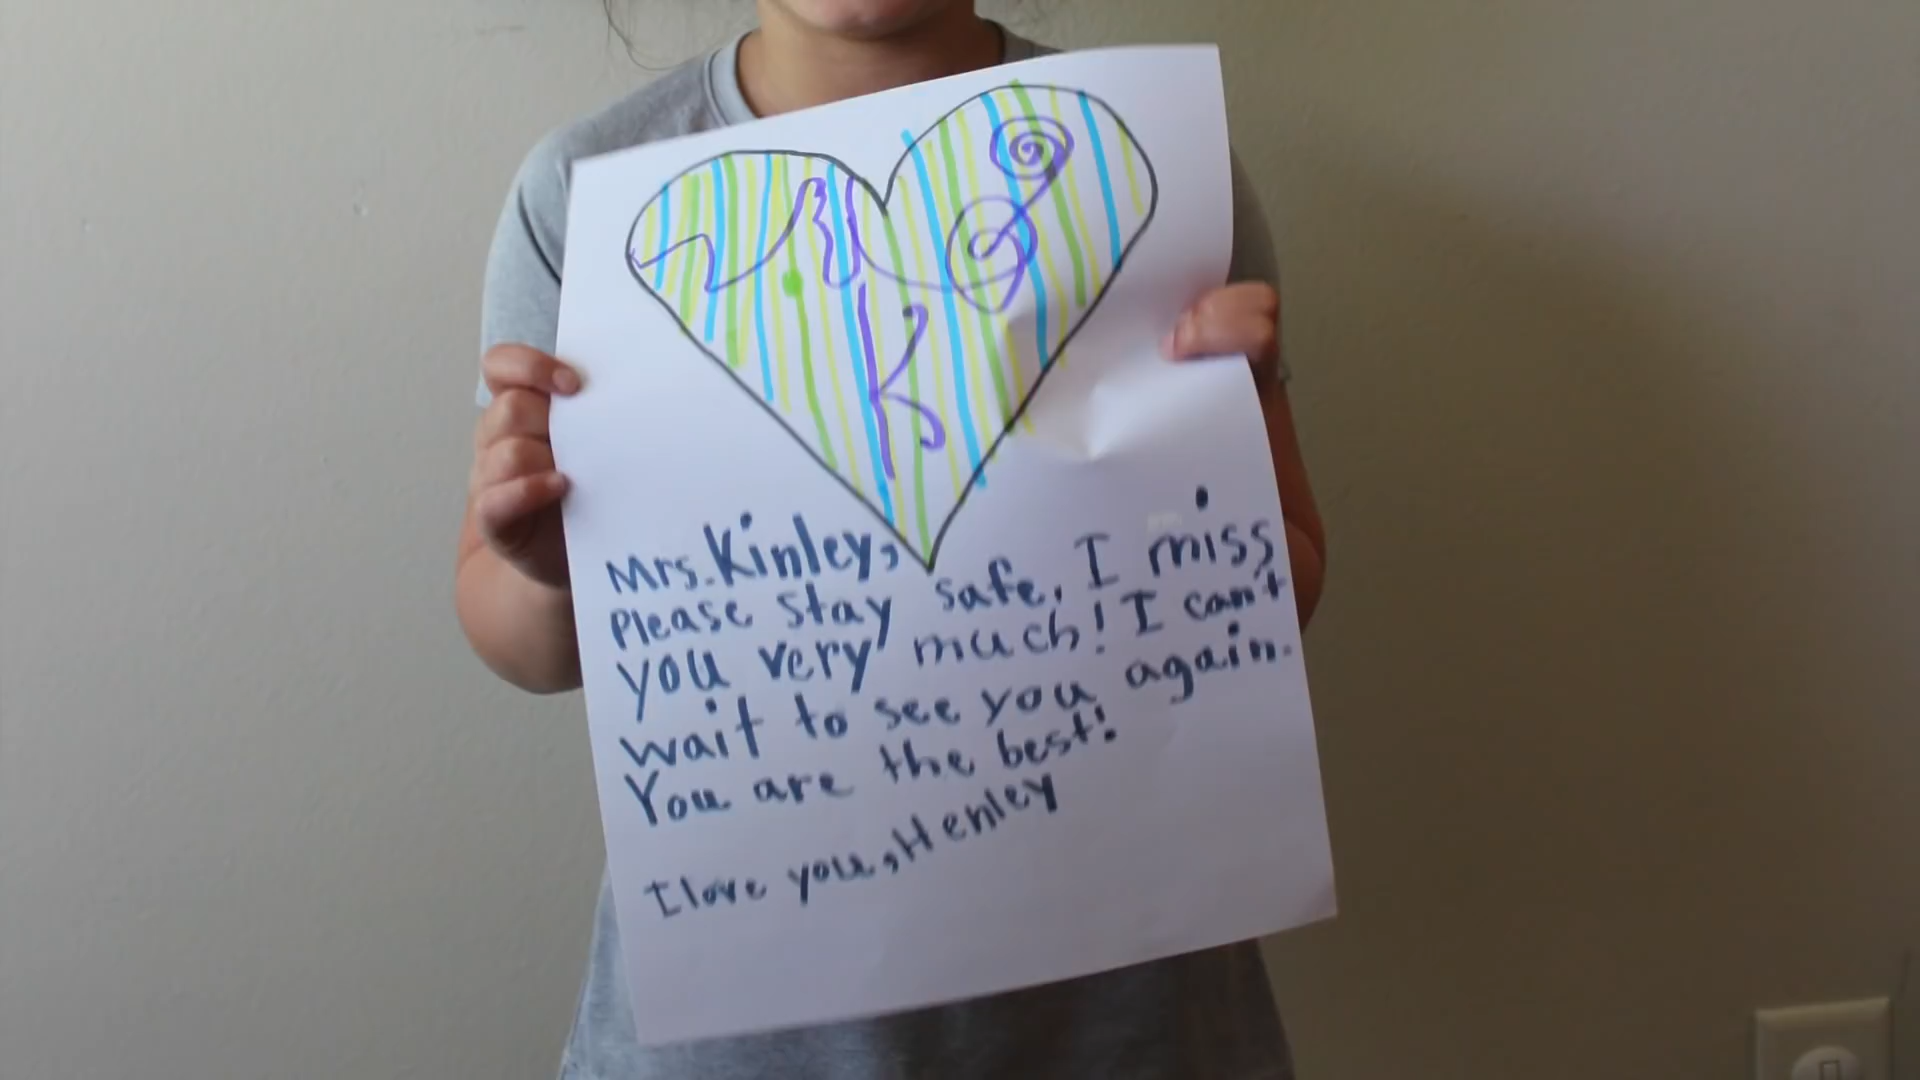 K
Mrs. Kinley,
please stay safe. I miss
you very much! I can't
wait to see you again.
You are the best!
I love you, Henley